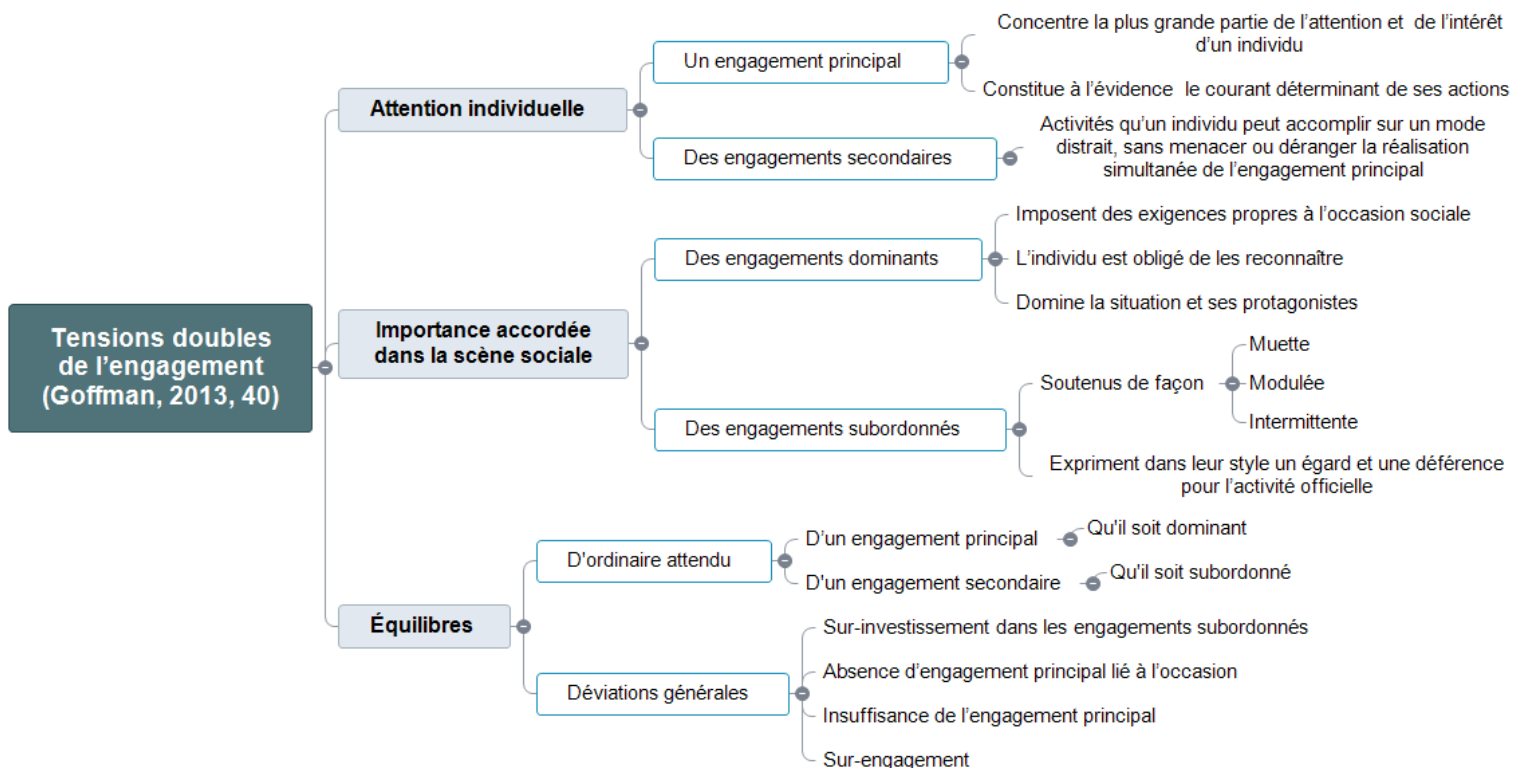 Tensions doubles
de l’engagement
(Goffman, 2013, 40)
Attention individuelle
Un engagement principal
Concentre la plus grande partie de l’attention et  de l’intérêt
d’un individu
Constitue à l’évidence  le courant déterminant de ses actions
Des engagements secondaires
Activités qu’un individu peut accomplir sur un mode
distrait, sans menacer ou déranger la réalisation
simultanée de l’engagement principal
Importance accordée
dans la scène sociale
Des engagements dominants
Imposent des exigences propres à l’occasion sociale
L’individu est obligé de les reconnaître
Domine la situation et ses protagonistes
Des engagements subordonnés
Soutenus de façon
Muette
Modulée
Intermittente
Expriment dans leur style un égard et une déférence
pour l’activité officielle
Équilibres
D'ordinaire attendu
D’un engagement principal
Qu'il soit dominant
D'un engagement secondaire
Qu'il soit subordonné
Déviations générales
Sur-investissement dans les engagements subordonnés
Absence d’engagement principal lié à l’occasion
Insuffisance de l’engagement principal
Sur-engagement